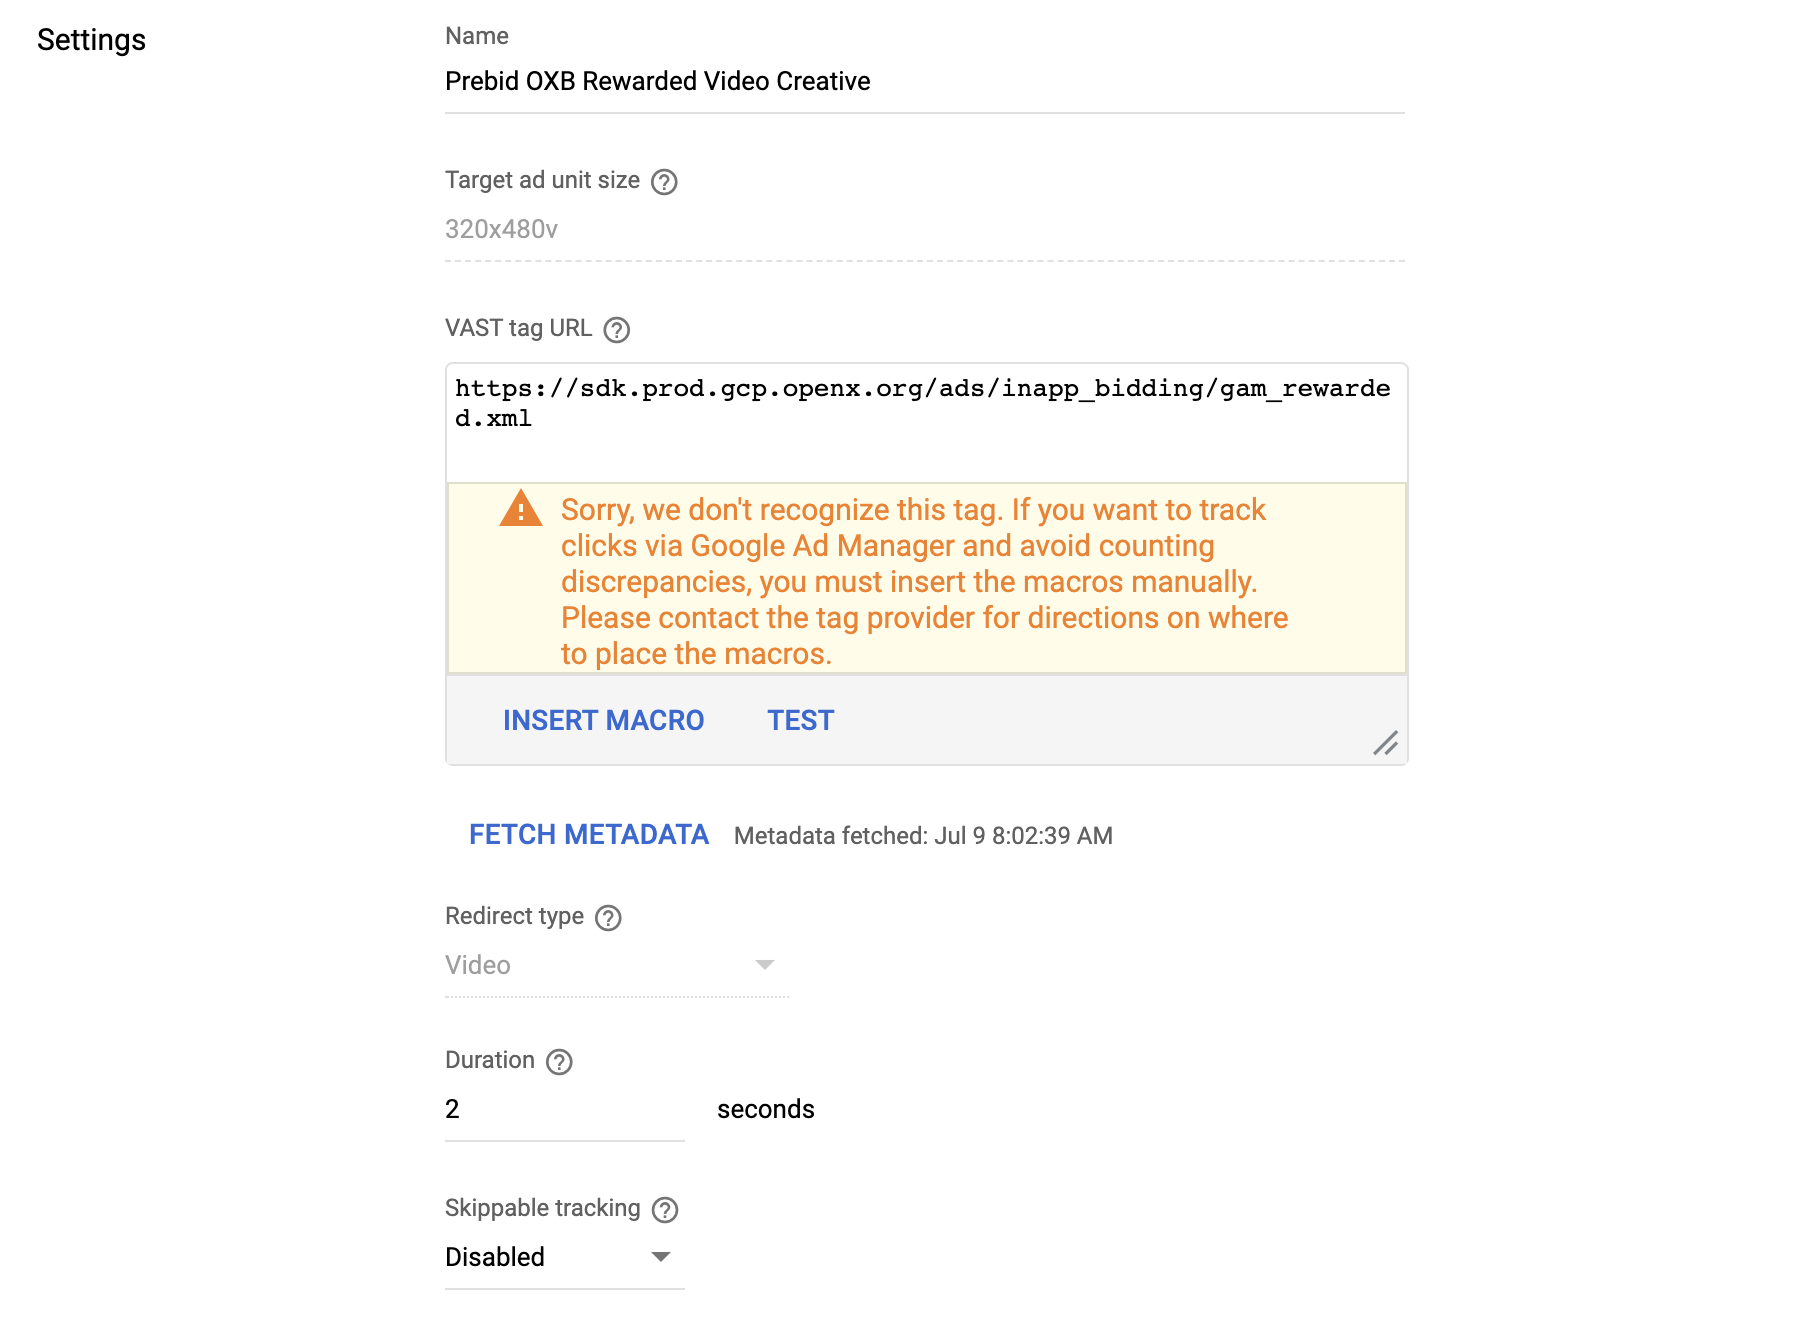 Settings
Name
Prebid OXB Rewarded Video Creative
Target ad unit size
320x480v
VAST tag URL
https://sdk.prod.gcp.openx.org/ads/inapp_bidding/gam_rewarde
d.xml
Sorry, we don't recognize this tag. If you want to track
clicks via Google Ad Manager and avoid counting
discrepancies, you must insert the macros manually.
Please contact the tag provider for directions on where
to place the macros.
INSERT MACRO TEST
FETCH METADATA Metadata fetched: Jul 9 8:02:39 AM
Redirect type
Video
Duration
2 seconds
Skippable tracking
Disabled